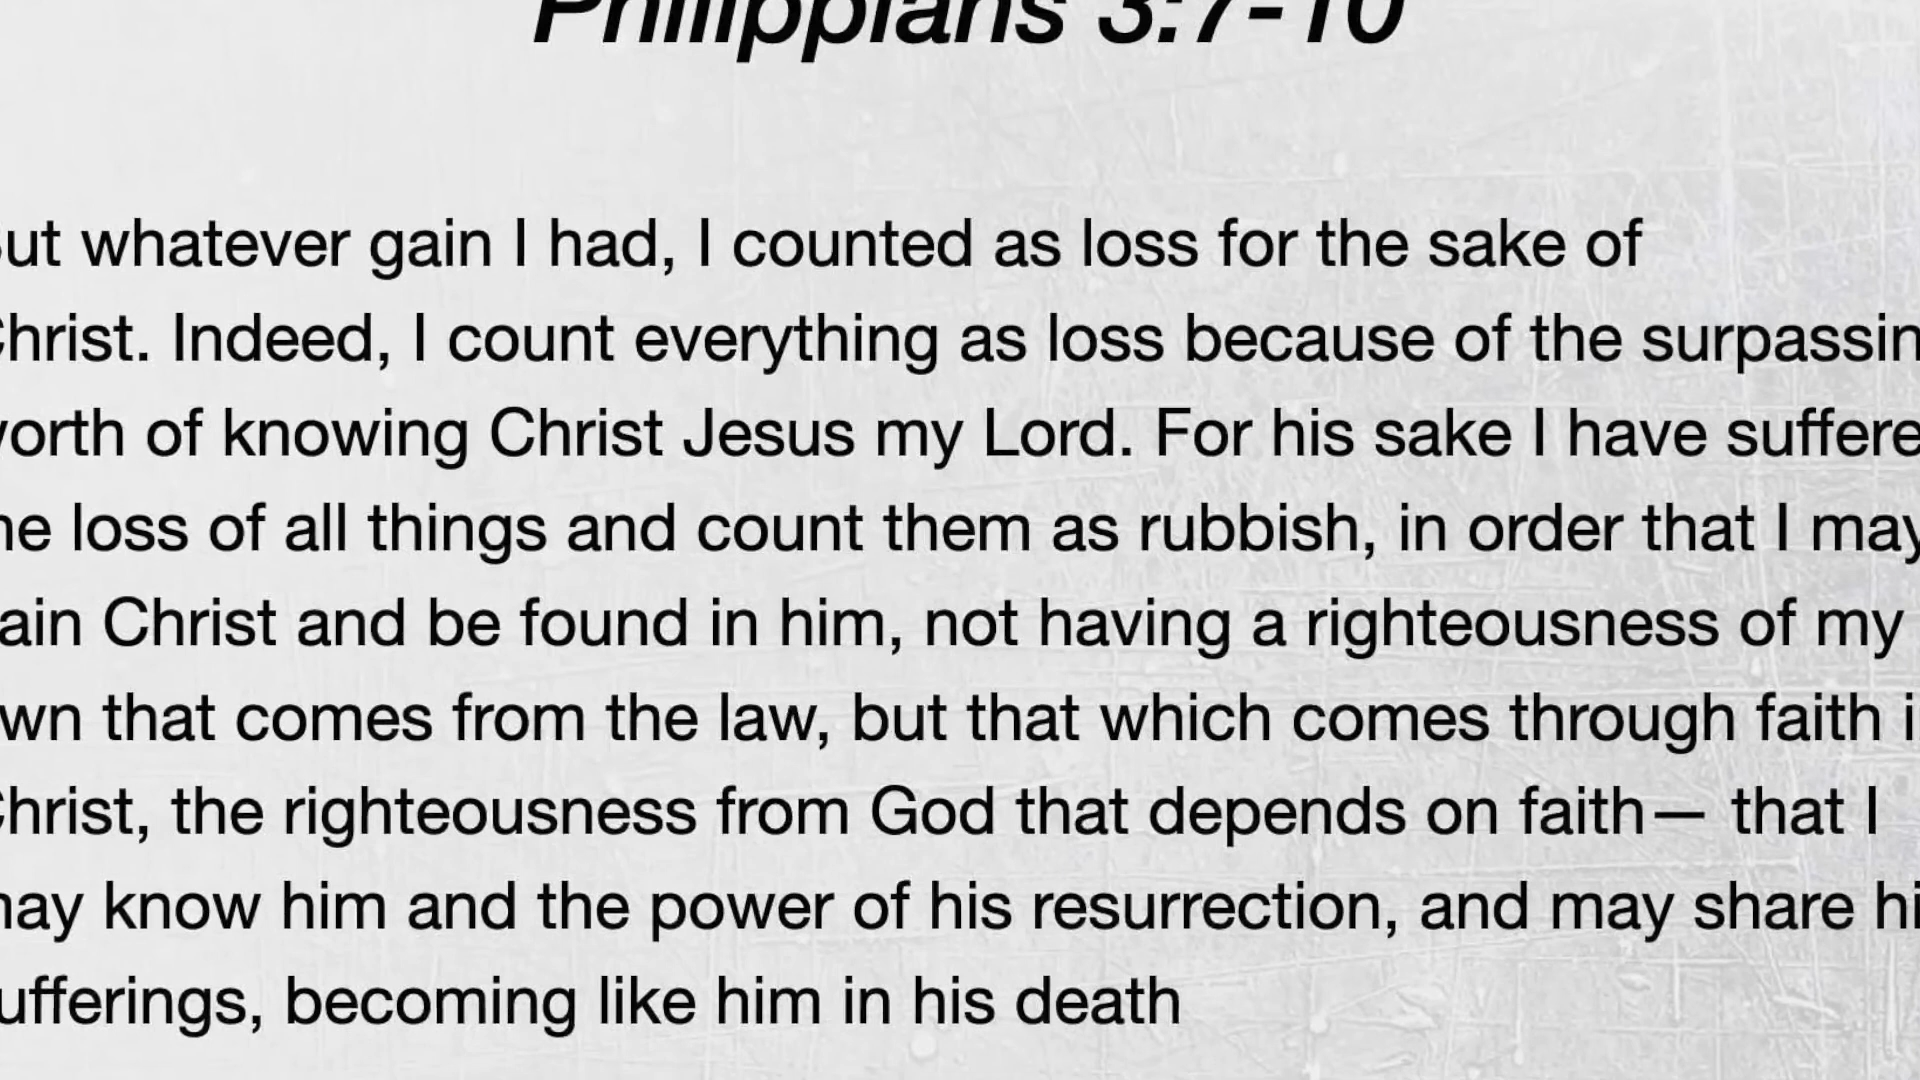 Philippians 3:7-10
But whatever gain I had, I counted as loss for the sake of
Christ. Indeed, I count everything as loss because of the surpassin
worth of knowing Christ Jesus my Lord. For his sake I have suffere
he loss of all things and count them as rubbish, in order that I may
ain Christ and be found in him, not having a righteousness of my
wn that comes from the law, but that which comes through faith i
Christ, the righteousness from God that depends on faith— that I
may know him and the power of his resurrection, and may share hi
ufferings, becoming like him in his death